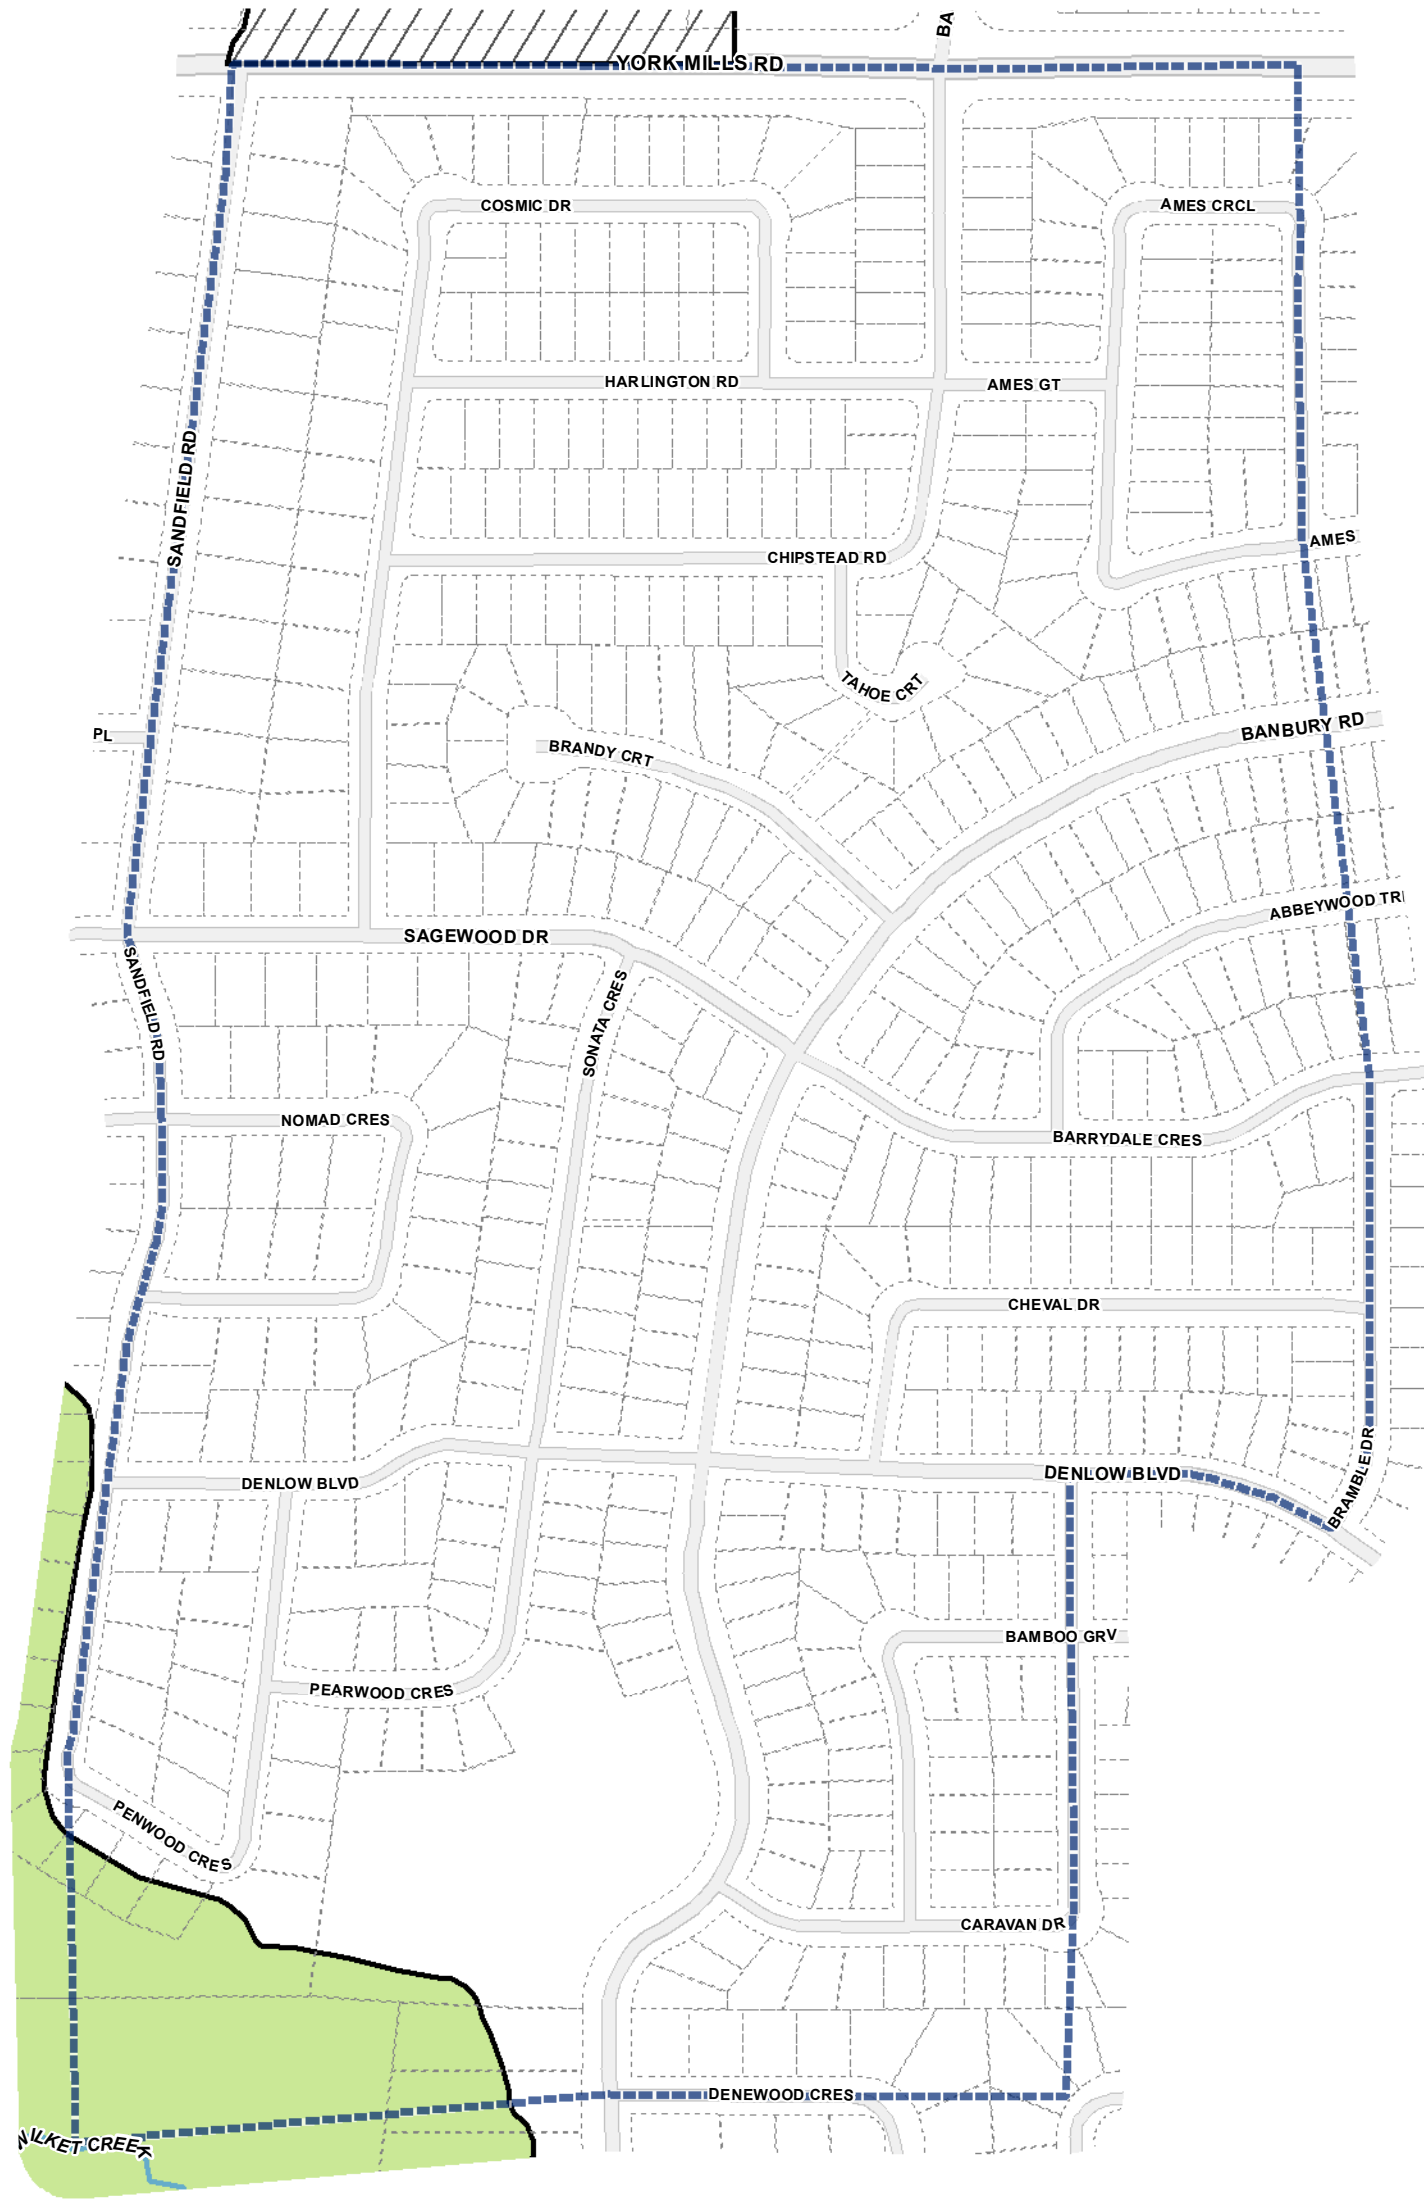 BA
YORK MILLS RD
COSMIC DR
AMES CRCL
HARLINGTON RD
AMES GT
SANDFIELD RD
AMES
CHIPSTEAD RD
TAHOE CRT
BANBURY RD
PL
BRANDY CRT
ABBEYWOOD TR
SAGEWOOD DR
SANDFIELD RD
SONATA CRES
NOMAD CRES
BARRYDALE CRES
CHEVAL DR
DENLOW BLVD
DENLOW BLVD
BRAMBLE DR
BAMBOO GRV
PEARWOOD CRES
PENWOOD CRES
CARAVAN DR
DENEWOOD CRES
WILKET CREEK